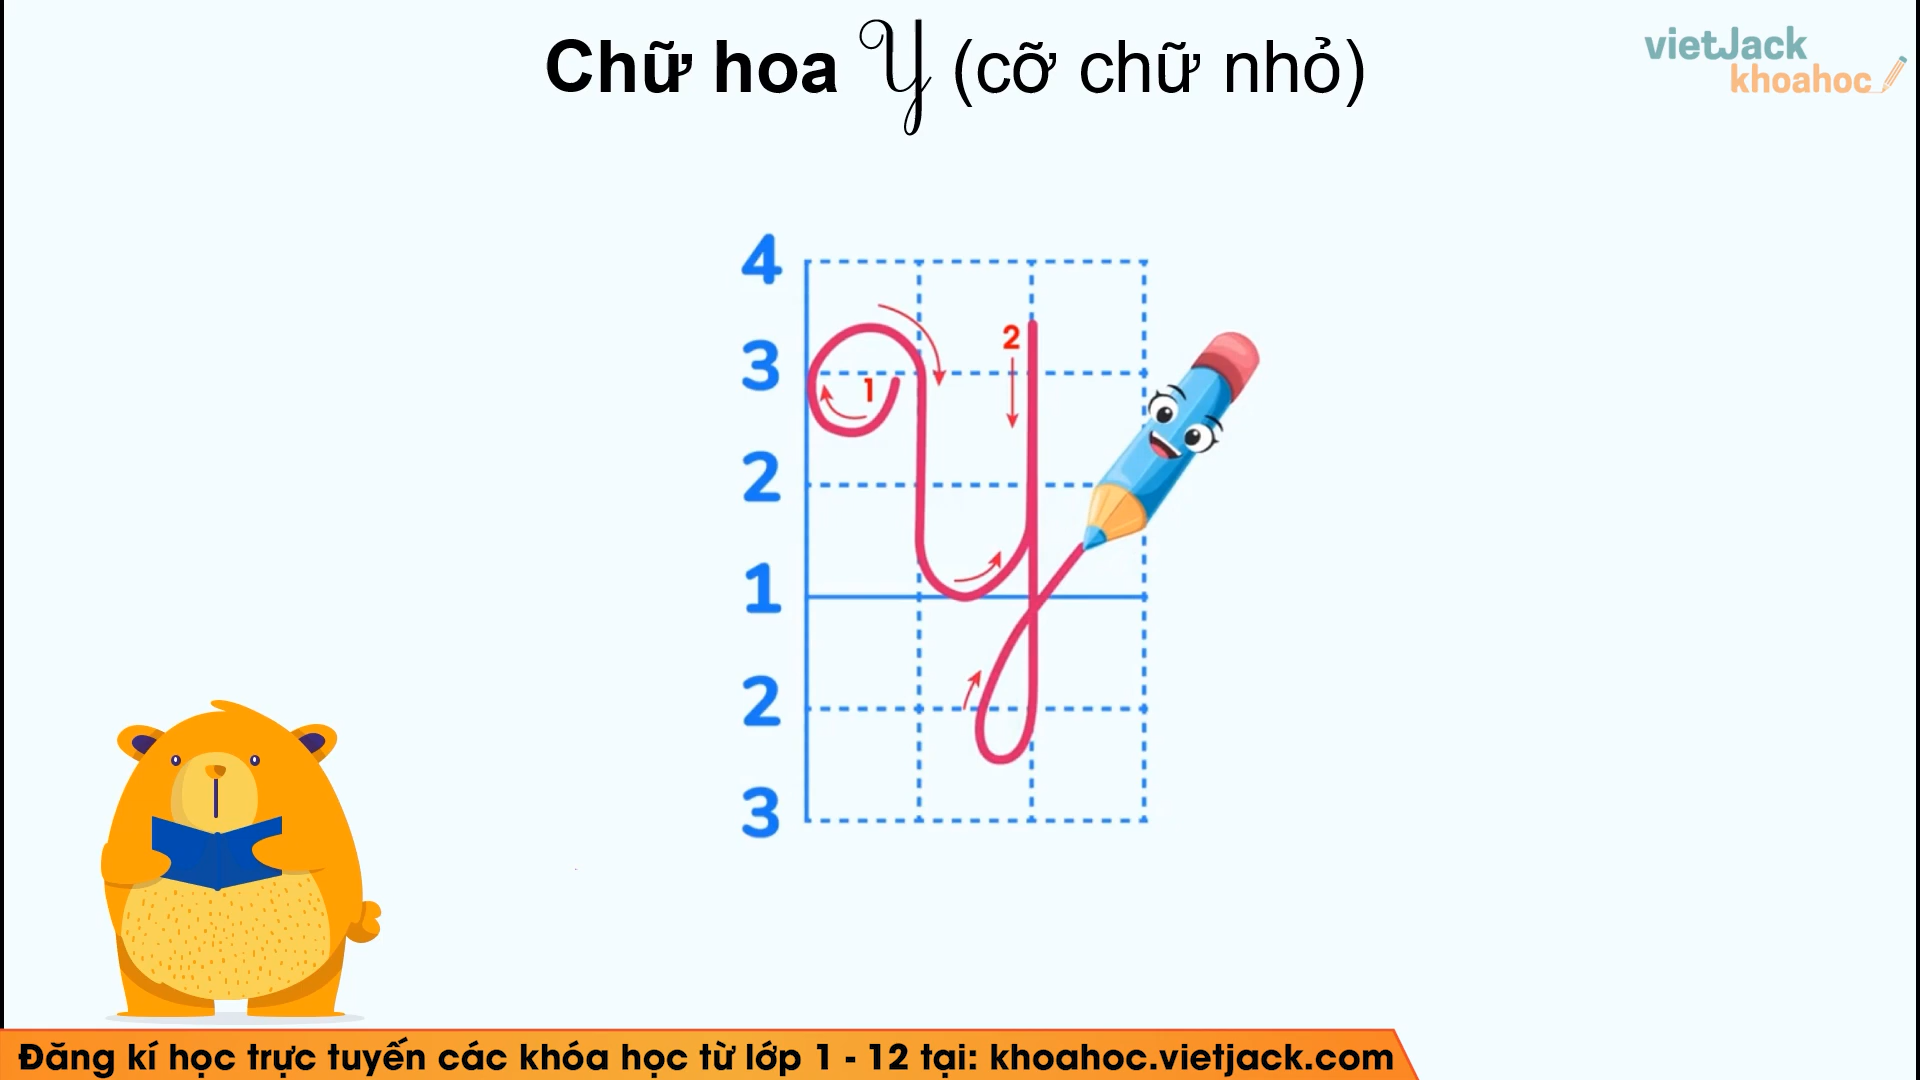 Chữ hoa Y (cỡ chữ nhỏ)
vietJack
khoahoc
4
3
2
1
2
3
1
2
Đăng kí học trực tuyến các khóa học từ lớp 1 - 12 tại: khoahoc.vietjack.com